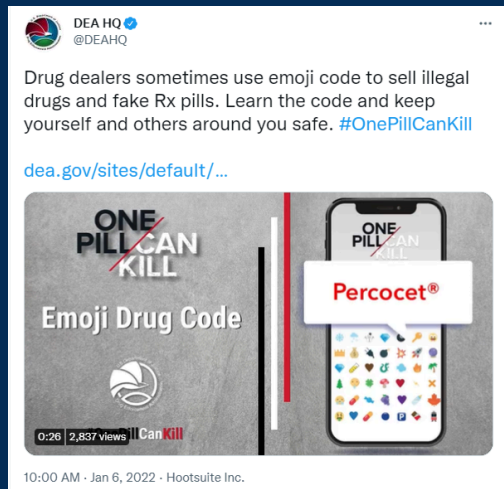 DEA HQ
@DEAHQ
Drug dealers sometimes use emoji code to sell illegal
drugs and fake Rx pills. Learn the code and keep
yourself and others around you safe. #OnePillCanKill
dea.gov/sites/default/...
ONE
PILL CAN
KILL
Emoji Drug Code
ONE
PILL CAN
KILL
Percocet®
0:26 2,837 views
illCanKill
10:00 AM · Jan 6, 2022 · Hootsuite Inc.